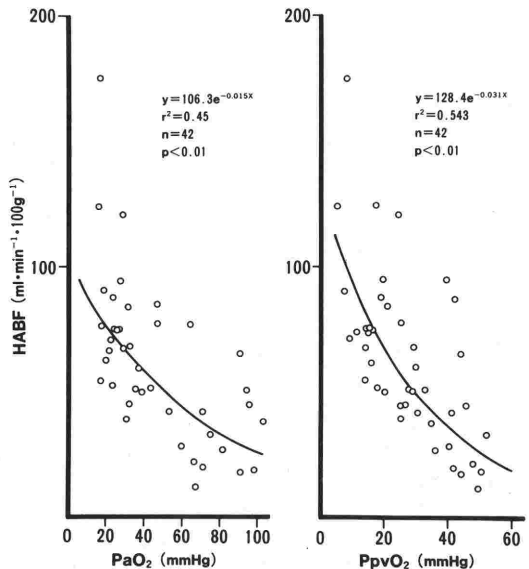 200
100
HABF (ml·min⁻¹·100g⁻¹)
y=106.3e⁻⁰·⁰¹⁵ˣ
r²=0.45
n=42
p<0.01
0 20 40 60 80 100
PaO₂ (mmHg)
200
100
y=128.4e⁻⁰·⁰³¹ˣ
r²=0.543
n=42
p<0.01
0 20 40 60
PpvO₂ (mmHg)